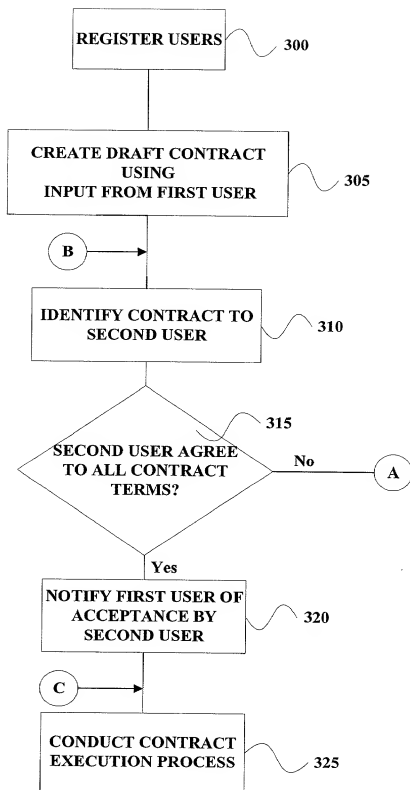 REGISTER USERS
300
CREATE DRAFT CONTRACT
USING
INPUT FROM FIRST USER
305
B
IDENTIFY CONTRACT TO
SECOND USER
310
315
SECOND USER AGREE
TO ALL CONTRACT
TERMS?
No
A
Yes
NOTIFY FIRST USER OF
ACCEPTANCE BY
SECOND USER
320
C
CONDUCT CONTRACT
EXECUTION PROCESS
325